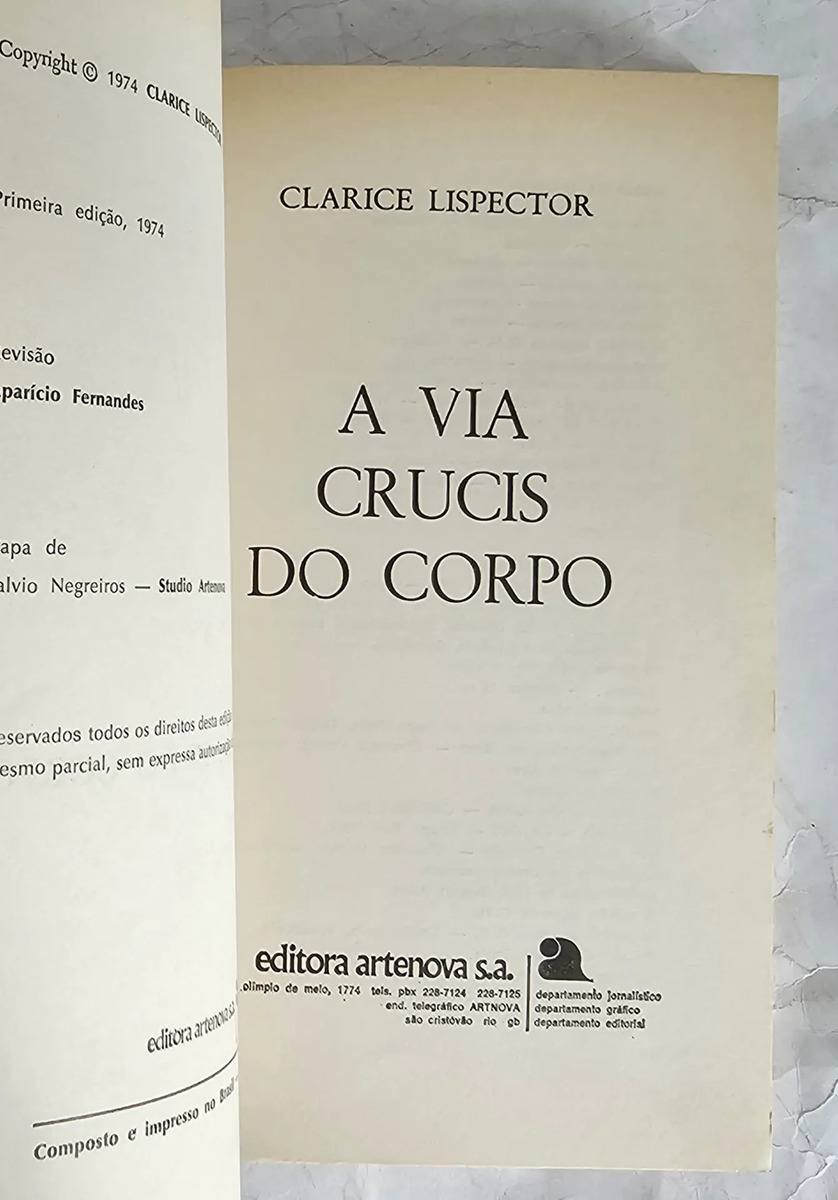 Copyright © 1974 CLARICE LISPECTOR
Primeira edição, 1974
evisão
parício Fernandes
apa de
alvio Negreiros — Studio Artenova
eservados todos os direitos desta edição
esmo parcial, sem expressa autorização
editora artenova s.a.
Composto e impresso no Brasil
CLARICE LISPECTOR
A VIA
CRUCIS
DO CORPO
editora artenova s.a.
.olímpio de melo, 1774 tels. pbx 228-7124 228-7125
end. telegráfico ARTNOVA
são cristóvão rio gb
departamento jornalístico
departamento gráfico
departamento editorial